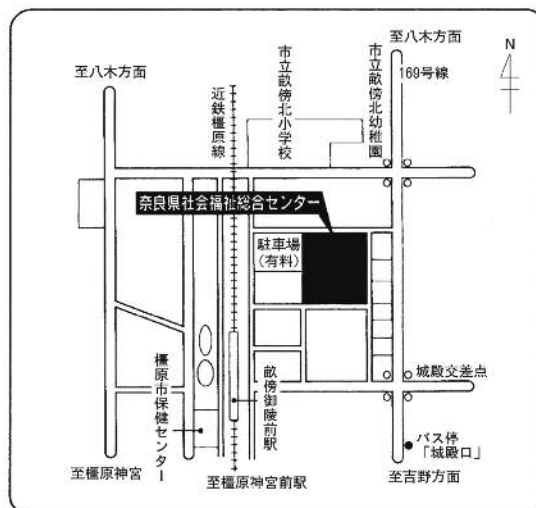 至八木方面
N
至八木方面
169号線
近鉄橿原線
市立畝傍北小学校
市立畝傍北幼稚園
奈良県社会福祉総合センター
駐車場
(有料)
城殿交差点
橿原市保健センター
畝傍御陵前駅
バス停
「城殿口」
至橿原神宮
至橿原神宮前駅
至吉野方面